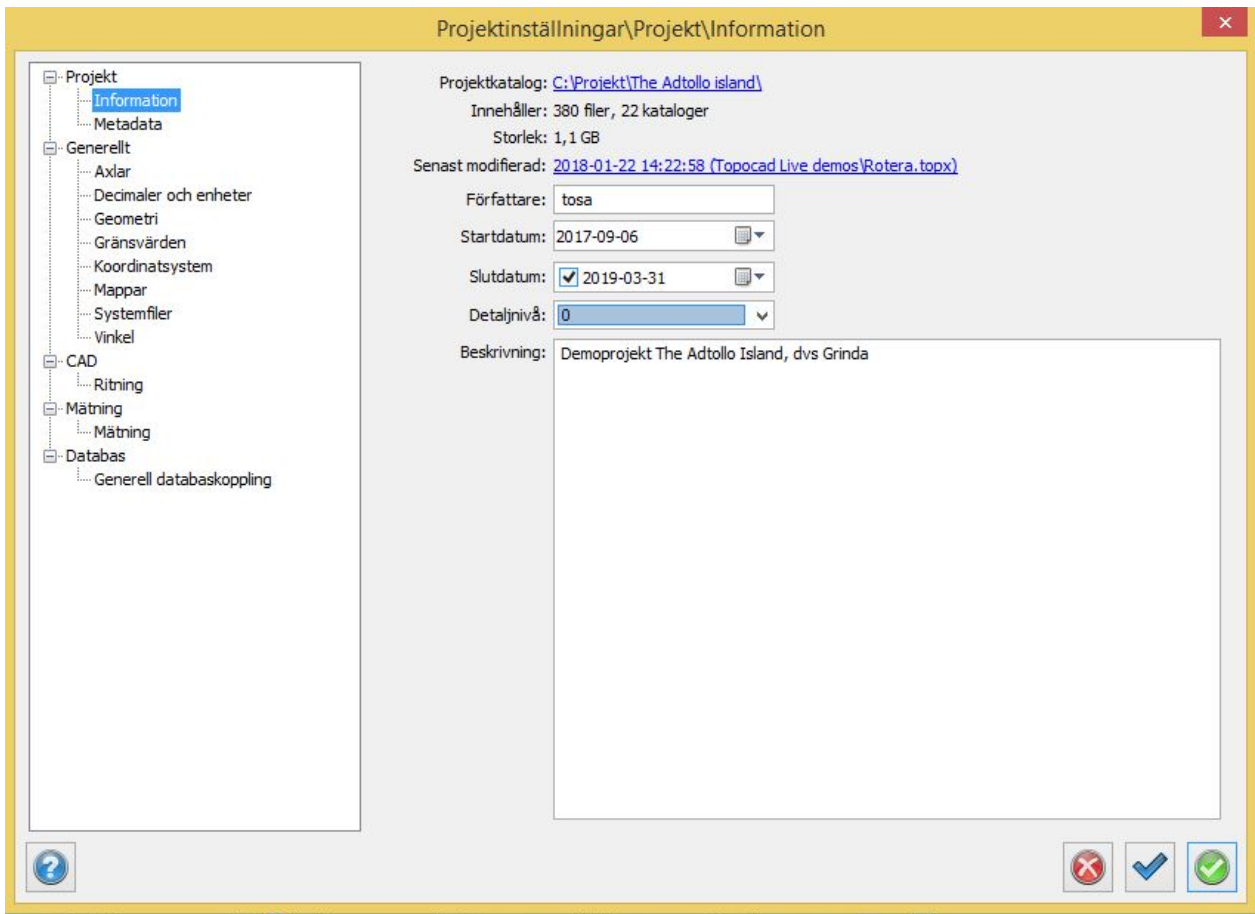 Projektinställningar\Projekt\Information
Projekt
Information
Metadata
Generellt
Axlar
Decimaler och enheter
Geometri
Gränsvärden
Koordinatsystem
Mappar
Systemfiler
Vinkel
CAD
Ritning
Mätning
Mätning
Databas
Generell databaskoppling
Projektkatalog: C:\Projekt\The Adtollo island\
Innehåller: 380 filer, 22 kataloger
Storlek: 1,1 GB
Senast modifierad: 2018-01-22 14:22:58 (Topocad Live demos\Rotera.topx)
Författare: tosa
Startdatum: 2017-09-06
Slutdatum: 2019-03-31
Detaljnivå: 0
Beskrivning: Demoprojekt The Adtollo Island, dvs Grinda